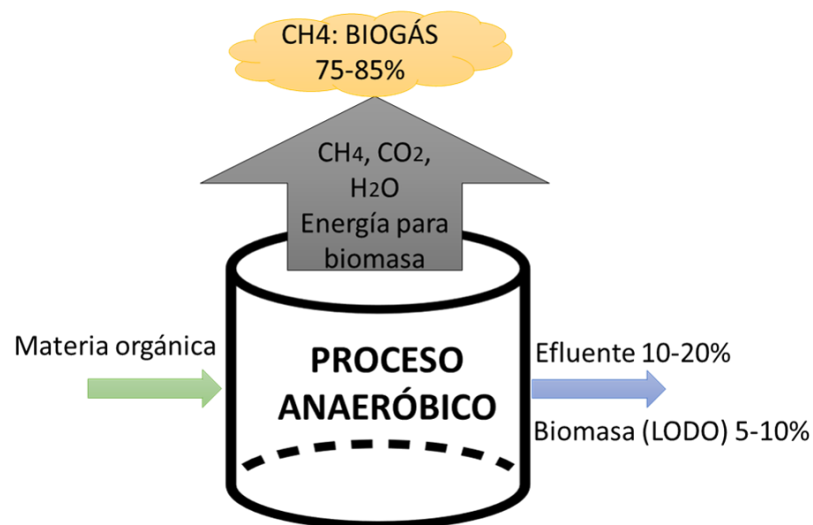 CH4: BIOGÁS
75-85%
CH4, CO2,
H2O
Energía para
biomasa
Materia orgánica
PROCESO
ANAERÓBICO
Efluente 10-20%
Biomasa (LODO) 5-10%